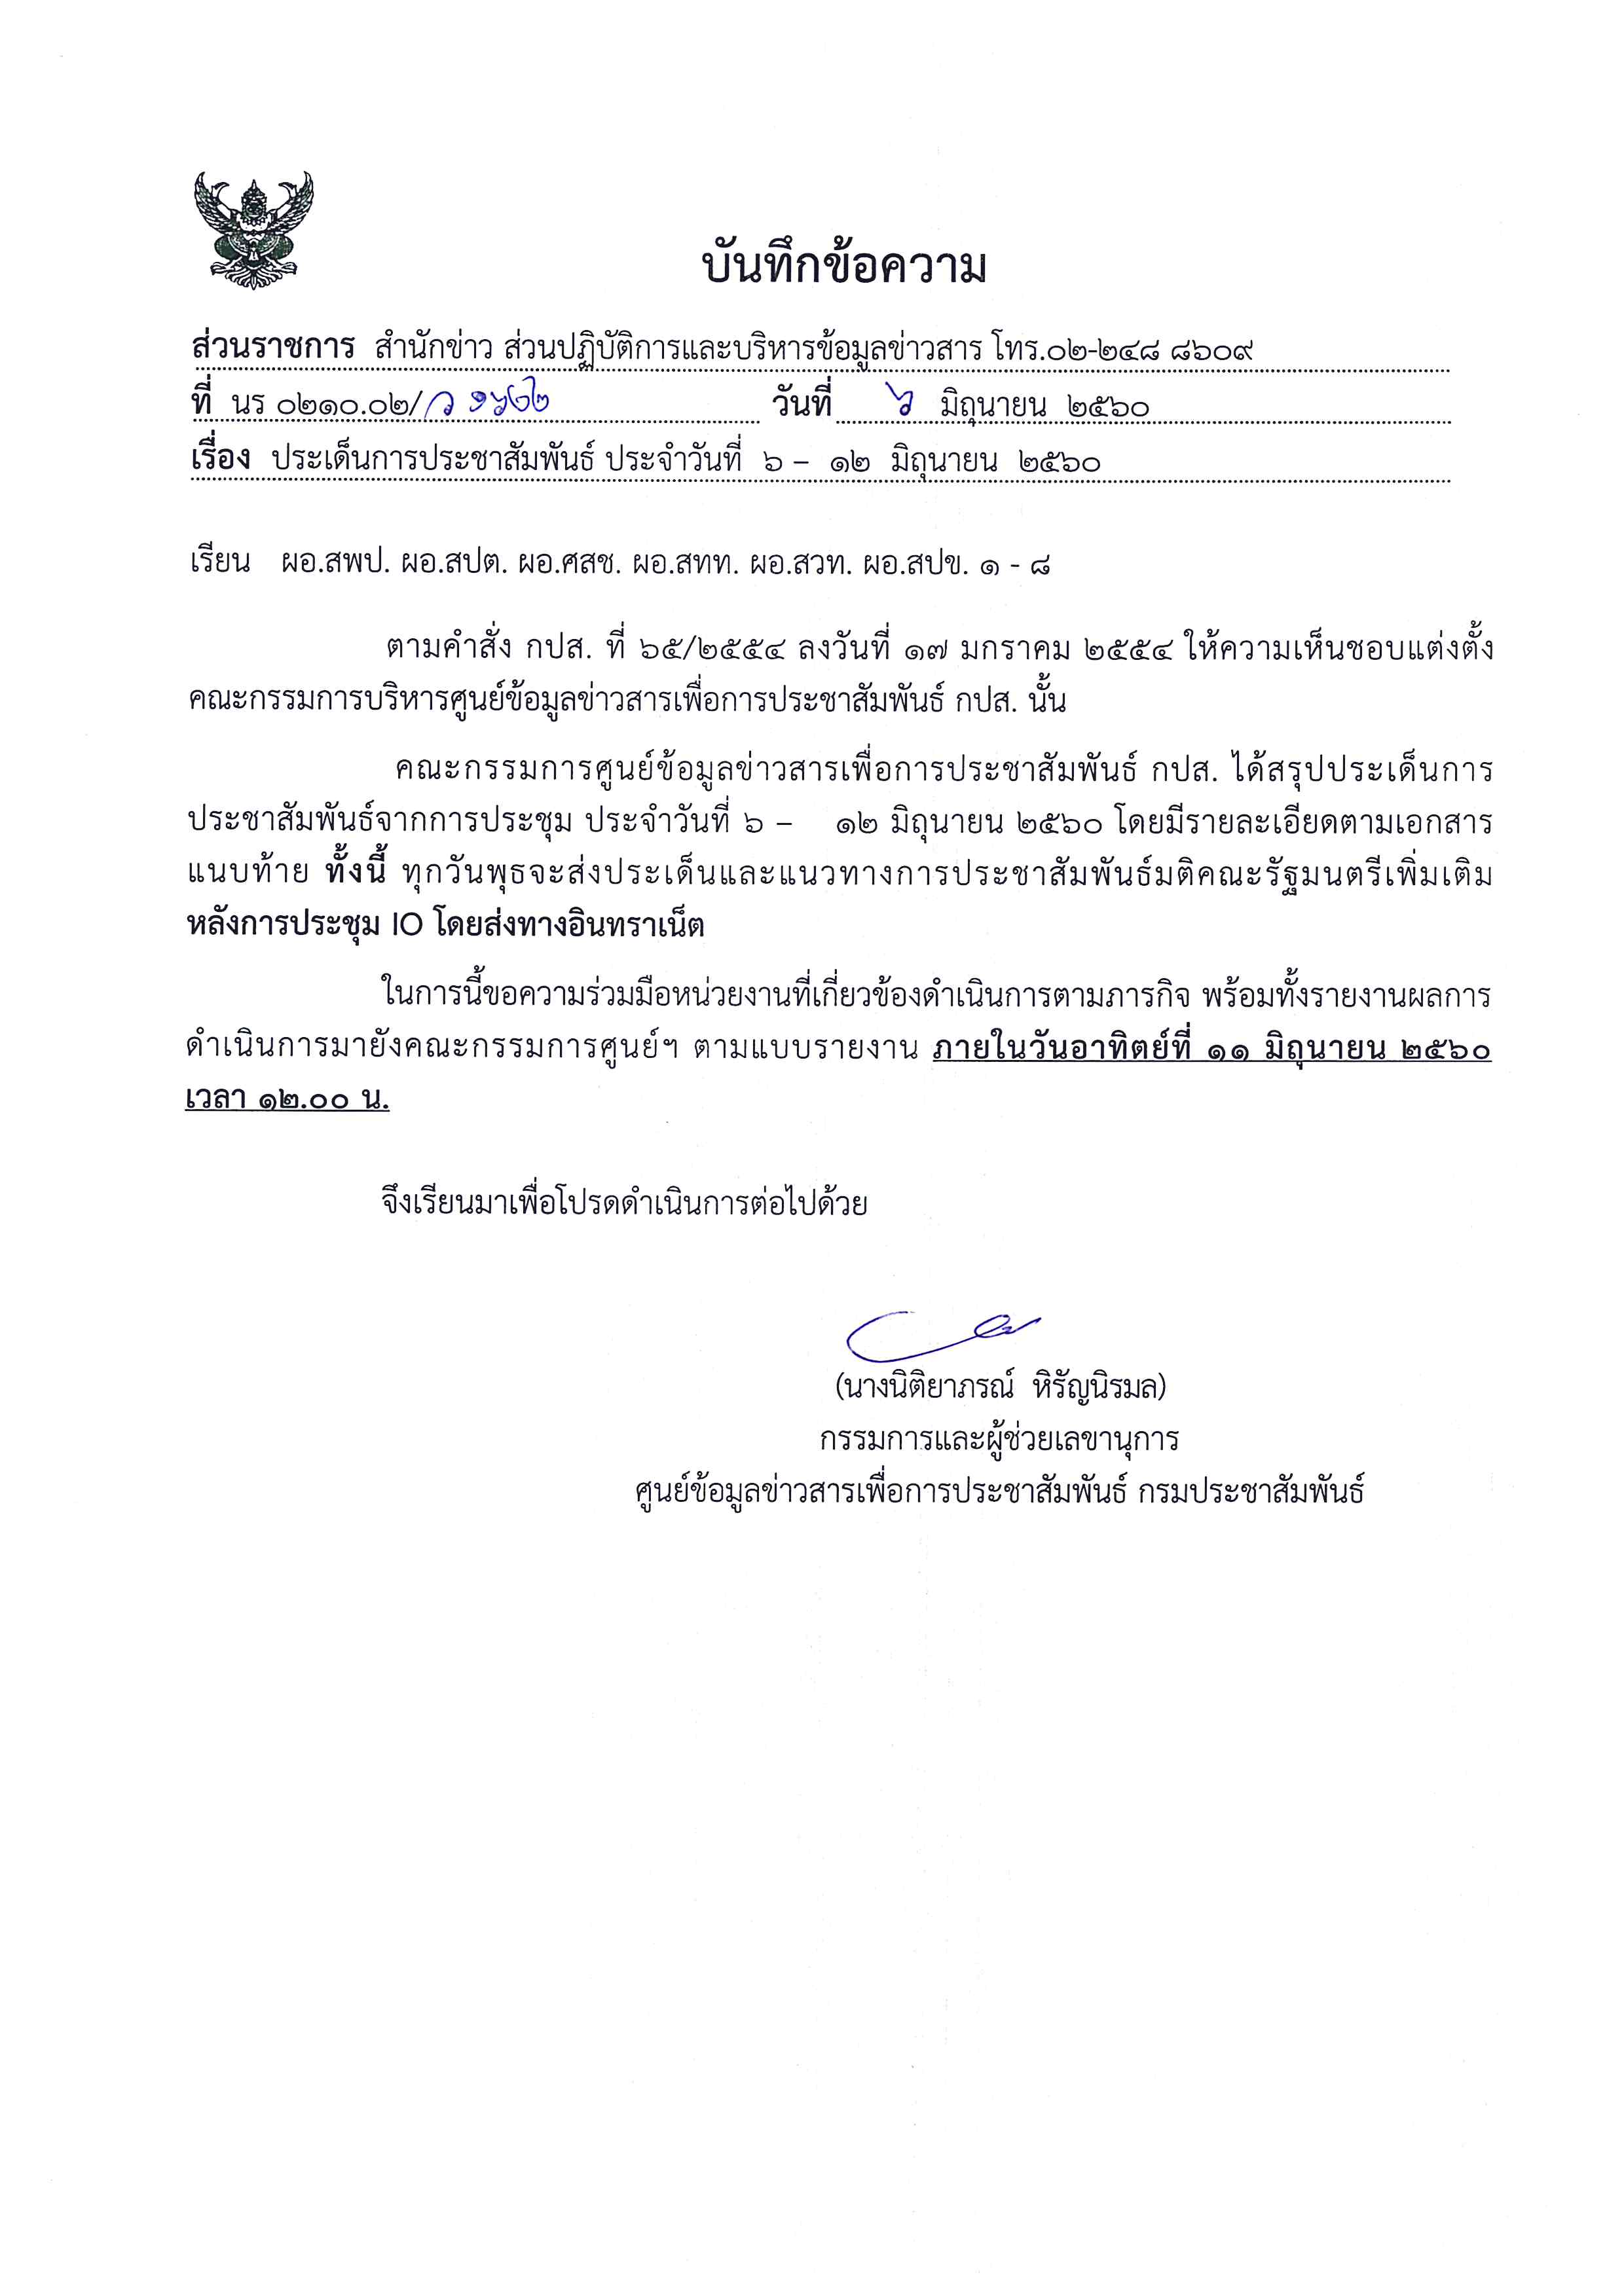 บันทึกข้อความ
ส่วนราชการ สำนักข่าว ส่วนปฏิบัติการและบริหารข้อมูลข่าวสาร โทร.๐๒-๒๔๘ ๘๖๐๙
ที่ นร ๐๒๑๐.๐๒/ว วันที่ ๖ มิถุนายน ๒๕๖๐
เรื่อง ประเด็นการประชาสัมพันธ์ ประจำวันที่ ๖ – ๑๒ มิถุนายน ๒๕๖๐
เรียน ผอ.สพป. ผอ.สปต. ผอ.ศสช. ผอ.สทท. ผอ.สวท. ผอ.สปข. ๑ - ๘
ตามคำสั่ง กปส. ที่ ๖๕/๒๕๕๔ ลงวันที่ ๑๗ มกราคม ๒๕๕๔ ให้ความเห็นชอบแต่งตั้ง
คณะกรรมการบริหารศูนย์ข้อมูลข่าวสารเพื่อการประชาสัมพันธ์ กปส. นั้น
คณะกรรมการศูนย์ข้อมูลข่าวสารเพื่อการประชาสัมพันธ์ กปส. ได้สรุปประเด็นการ
ประชาสัมพันธ์จากการประชุม ประจำวันที่ ๖ – ๑๒ มิถุนายน ๒๕๖๐ โดยมีรายละเอียดตามเอกสาร
แนบท้าย ทั้งนี้ ทุกวันพุธจะส่งประเด็นและแนวทางการประชาสัมพันธ์มติคณะรัฐมนตรีเพิ่มเติม
หลังการประชุม IO โดยส่งทางอินทราเน็ต
ในการนี้ขอความร่วมมือหน่วยงานที่เกี่ยวข้องดำเนินการตามภารกิจ พร้อมทั้งรายงานผลการ
ดำเนินการมายังคณะกรรมการศูนย์ฯ ตามแบบรายงาน ภายในวันอาทิตย์ที่ ๑๑ มิถุนายน ๒๕๖๐
เวลา ๑๒.๐๐ น.
จึงเรียนมาเพื่อโปรดดำเนินการต่อไปด้วย
(นางนิติยาภรณ์ หิรัญนิรมล)
กรรมการและผู้ช่วยเลขานุการ
ศูนย์ข้อมูลข่าวสารเพื่อการประชาสัมพันธ์ กรมประชาสัมพันธ์